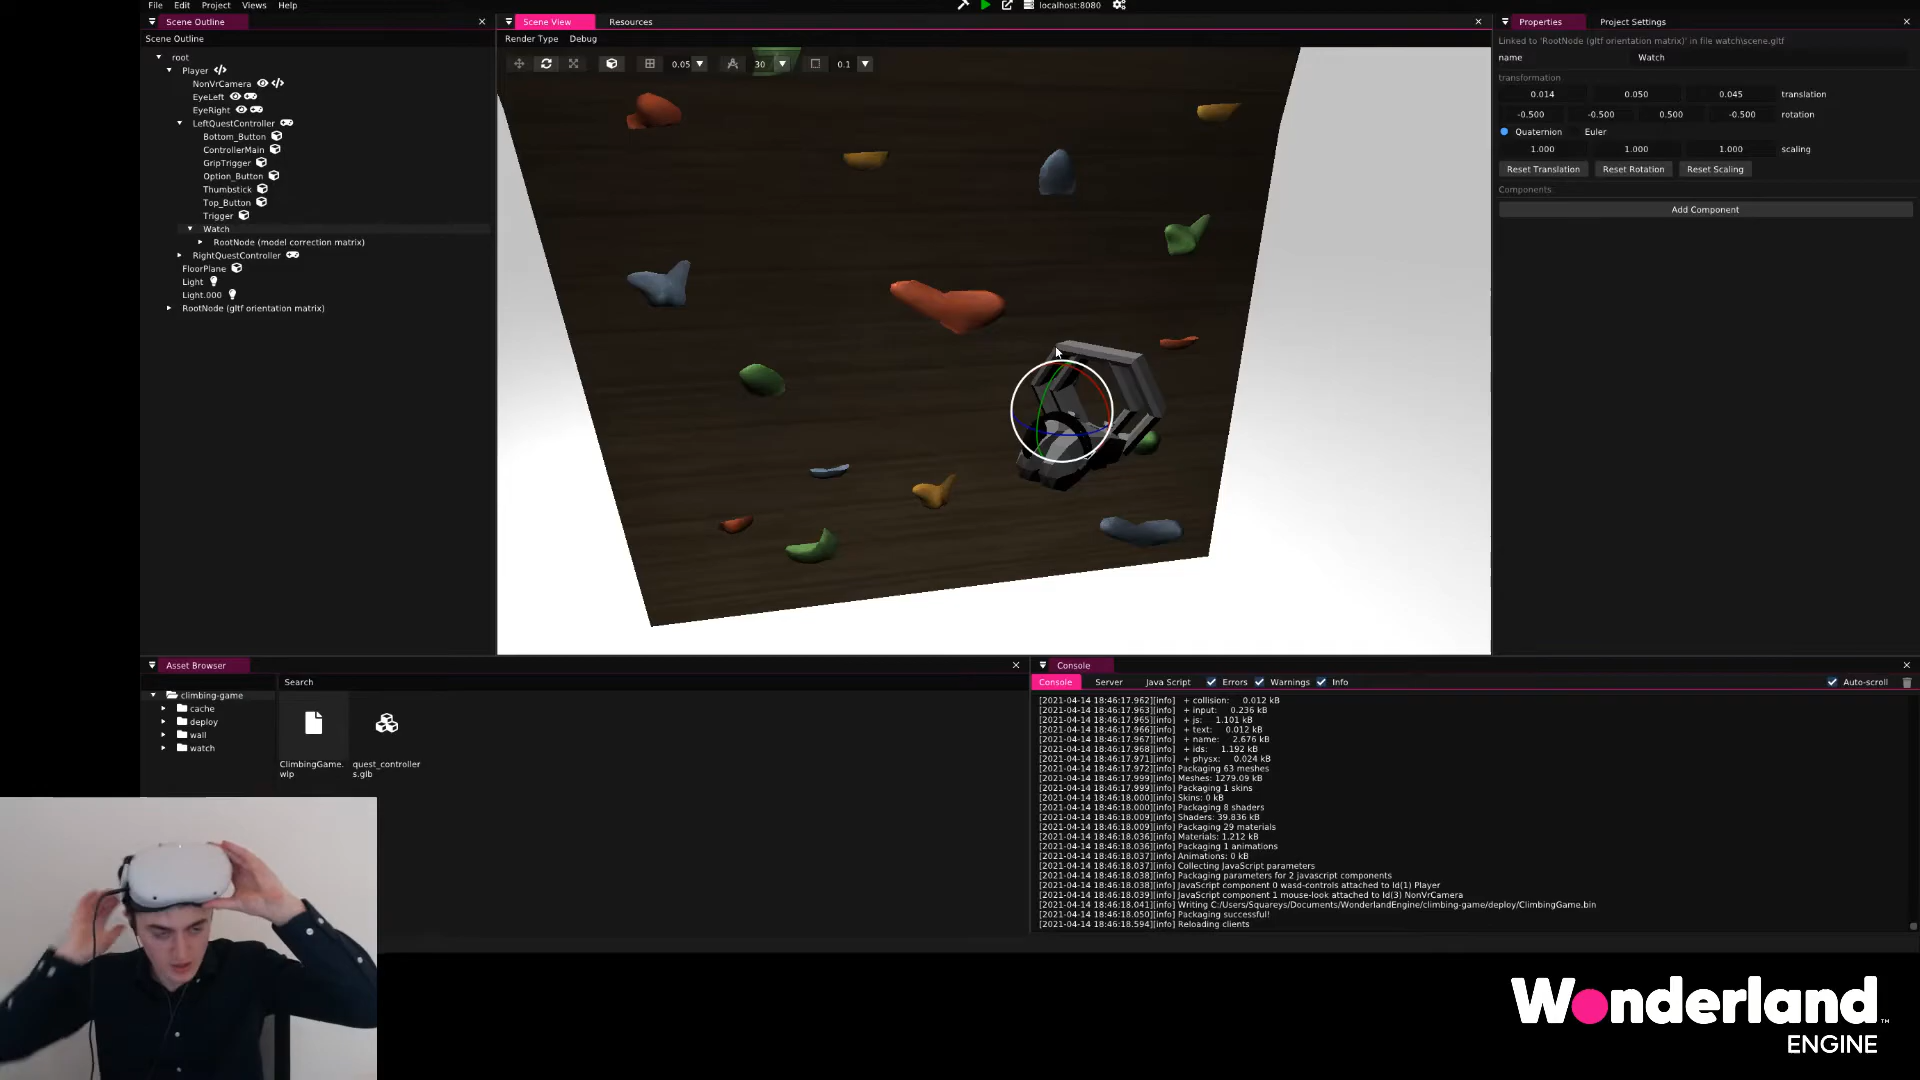 File Edit Project Views Help
localhost:8080
Scene Outline
Scene View Resources
Properties Project Settings
Scene Outline
root
Player
NonVrCamera
EyeLeft
EyeRight
LeftQuestController
Bottom_Button
ControllerMain
GripTrigger
Option_Button
Thumbstick
Top_Button
Trigger
Watch
RootNode (model correction matrix)
RightQuestController
FloorPlane
Light
Light.000
RootNode (gltf orientation matrix)
Render Type Debug
0.05 30 0.1
Linked to 'RootNode (gltf orientation matrix)' in file watch\scene.gltf
name Watch
transformation
0.014 0.050 0.045 translation
-0.500 -0.500 0.500 -0.500 rotation
Quaternion Euler
1.000 1.000 1.000 scaling
Reset Translation Reset Rotation Reset Scaling
Components:
Add Component
Asset Browser
climbing-game
cache
deploy
wall
watch
Search
ClimbingGame.
wlp
quest_controller
s.glb
Console
Console Server Java Script Errors Warnings Info Auto-scroll
[2021-04-14 18:46:17.962][info] + collision: 0.012 kB
[2021-04-14 18:46:17.963][info] + input: 0.236 kB
[2021-04-14 18:46:17.965][info] + js: 1.101 kB
[2021-04-14 18:46:17.966][info] + text: 0.012 kB
[2021-04-14 18:46:17.967][info] + name: 2.676 kB
[2021-04-14 18:46:17.968][info] + ids: 1.192 kB
[2021-04-14 18:46:17.971][info] + physx: 0.024 kB
[2021-04-14 18:46:17.972][info] Packaging 63 meshes
[2021-04-14 18:46:17.999][info] Meshes: 1279.09 kB
[2021-04-14 18:46:17.999][info] Packaging 1 skins
[2021-04-14 18:46:18.000][info] Skins: 0 kB
[2021-04-14 18:46:18.000][info] Packaging 8 shaders
[2021-04-14 18:46:18.009][info] Shaders: 39.836 kB
[2021-04-14 18:46:18.009][info] Packaging 29 materials
[2021-04-14 18:46:18.036][info] Materials: 1.212 kB
[2021-04-14 18:46:18.036][info] Packaging 1 animations
[2021-04-14 18:46:18.037][info] Animations: 0 kB
[2021-04-14 18:46:18.037][info] Collecting JavaScript parameters
[2021-04-14 18:46:18.038][info] Packaging parameters for 2 javascript components
[2021-04-14 18:46:18.038][info] JavaScript component 0 wasd-controls attached to Id(1) Player
[2021-04-14 18:46:18.039][info] JavaScript component 1 mouse-look attached to Id(3) NonVrCamera
[2021-04-14 18:46:18.041][info] Writing C:/Users/Squareys/Documents/WonderlandEngine/climbing-game/deploy/ClimbingGame.bin
[2021-04-14 18:46:18.050][info] Packaging successful!
[2021-04-14 18:46:18.594][info] Reloading clients
Wonderland™
ENGINE